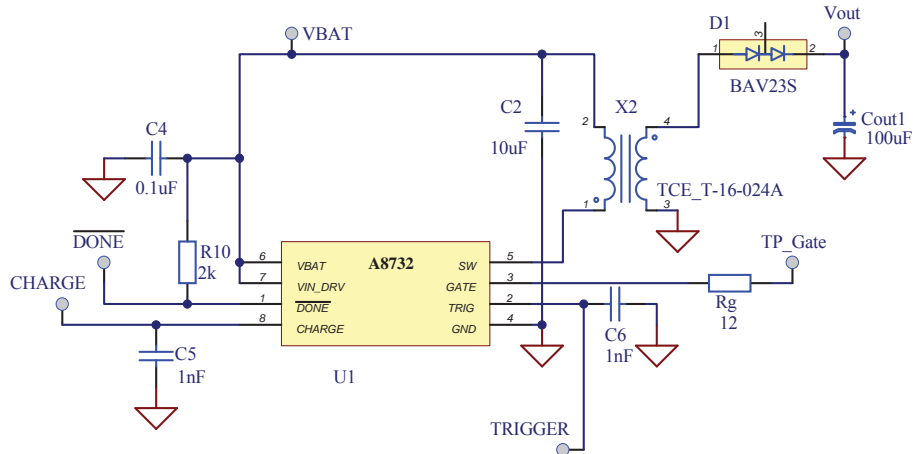 D1
Vout
VBAT
3
1
2
BAV23S
C2
10uF
X2
2
4
Cout1
+
100uF
C4
0.1uF
TCE_T-16-024A
1
3
DONE
R10
2k
TP_Gate
CHARGE
A8732
6
VBAT
SW
5
7
VIN_DRV
GATE
3
1
DONE
TRIG
2
8
CHARGE
GND
4
Rg
12
C6
1nF
C5
1nF
U1
TRIGGER